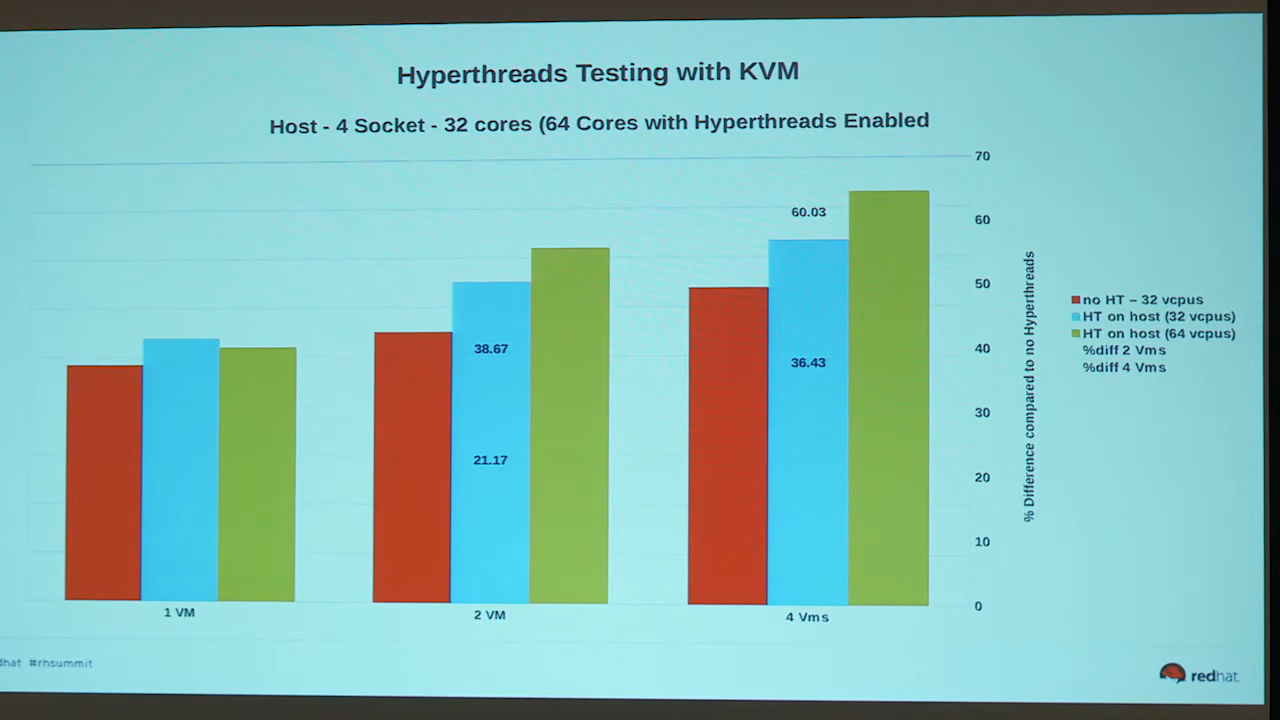 Hyperthreads Testing with KVM
Host - 4 Socket - 32 cores (64 Cores with Hyperthreads Enabled
70
60
50
40
30
20
10
0
60.03
38.67
36.43
21.17
1 VM
2 VM
4 Vms
% Difference compared to no Hyperthreads
no HT – 32 vcpus
HT on host (32 vcpus)
HT on host (64 vcpus)
%diff 2 Vms
%diff 4 Vms
#rhsummit
redhat.